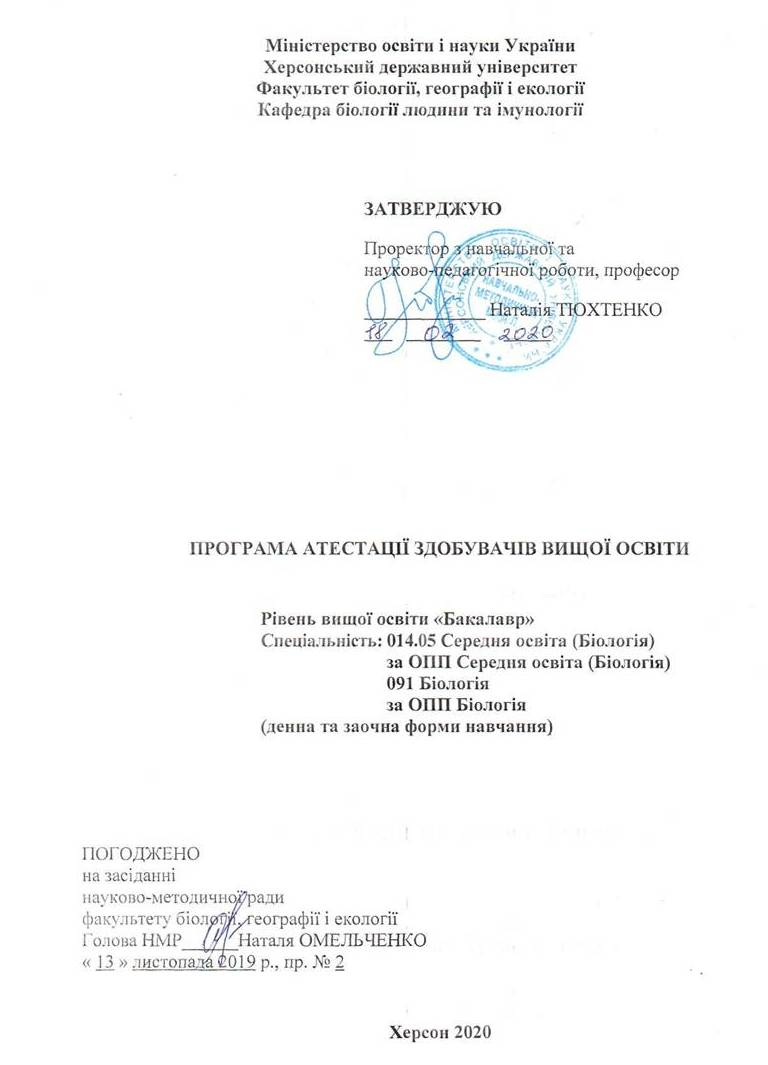 Міністерство освіти і науки України
Херсонський державний університет
Факультет біології, географії і екології
Кафедра біології людини та імунології
ЗАТВЕРДЖУЮ
Проректор з навчальної та
науково-педагогічної роботи, професор
Наталія ТЮХТЕНКО
18 02 2020
ПРОГРАМА АТЕСТАЦІЇ ЗДОБУВАЧІВ ВИЩОЇ ОСВІТИ
Рівень вищої освіти «Бакалавр»
Спеціальність: 014.05 Середня освіта (Біологія)
за ОПП Середня освіта (Біологія)
091 Біологія
за ОПП Біологія
(денна та заочна форми навчання)
ПОГОДЖЕНО
на засіданні
науково-методичної ради
факультету біології, географії і екології
Голова НМР Наталя ОМЕЛЬЧЕНКО
« 13 » листопада 2019 р., пр. № 2
Херсон 2020